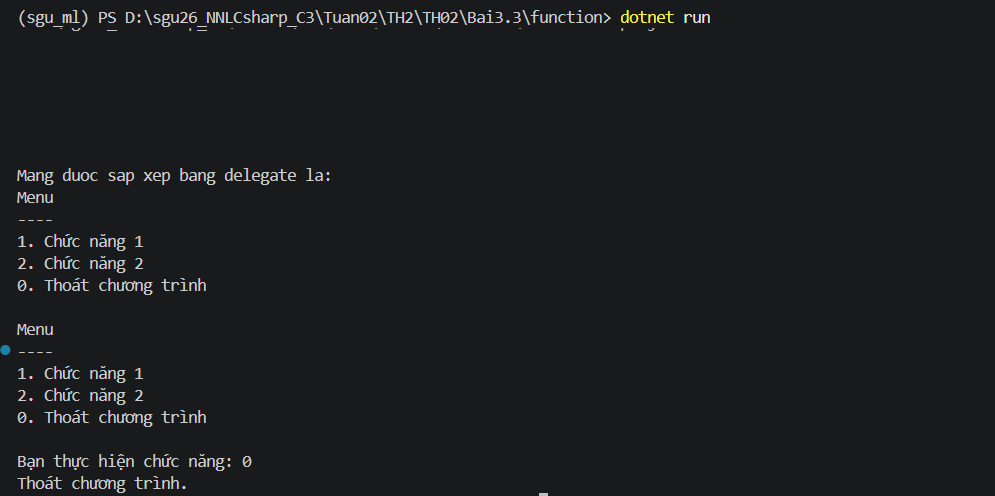 (sgu_ml) PS D:\sgu26_NNLCsharp_C3\Tuan02\TH2\TH02\Bai3.3\function> dotnet run
Mang duoc sap xep bang delegate la:
Menu
----
1. Chức năng 1
2. Chức năng 2
0. Thoát chương trình
Menu
----
1. Chức năng 1
2. Chức năng 2
0. Thoát chương trình
Bạn thực hiện chức năng: 0
Thoát chương trình.